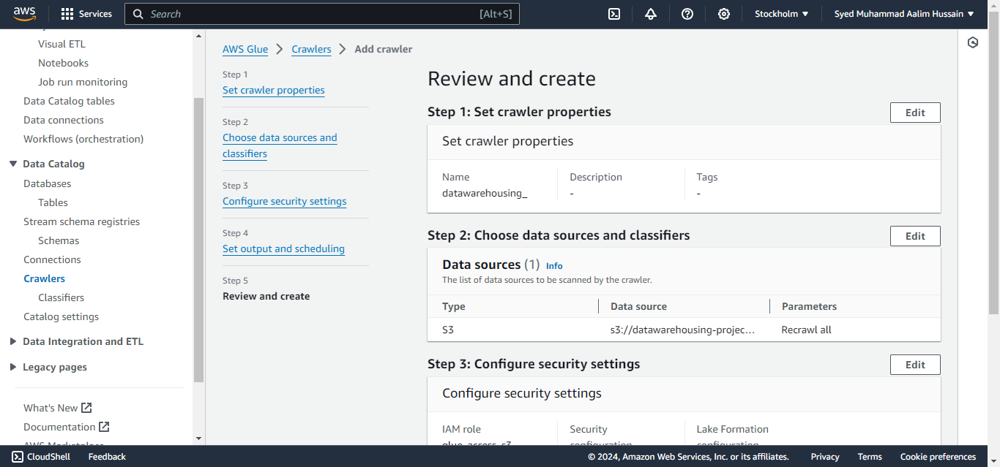 aws
Services
Search
[Alt+S]
Stockholm
Syed Muhammad Aalim Hussain
Visual ETL
Notebooks
Job run monitoring
Data Catalog tables
Data connections
Workflows (orchestration)
Data Catalog
Databases
Tables
Stream schema registries
Schemas
Connections
Crawlers
Classifiers
Catalog settings
Data Integration and ETL
Legacy pages
What's New
Documentation
AWS Marketplace
AWS Glue
Crawlers
Add crawler
Step 1
Set crawler properties
Step 2
Choose data sources and
classifiers
Step 3
Configure security settings
Step 4
Set output and scheduling
Step 5
Review and create
Review and create
Step 1: Set crawler properties
Edit
Set crawler properties
Name
Description
Tags
datawarehousing_
-
-
Step 2: Choose data sources and classifiers
Edit
Data sources (1) Info
The list of data sources to be scanned by the crawler.
Type
Data source
Parameters
S3
s3://datawarehousing-projec...
Recrawl all
Step 3: Configure security settings
Edit
Configure security settings
IAM role
Security
Lake Formation
glue_access_s3
configuration
configuration
CloudShell
Feedback
© 2024, Amazon Web Services, Inc. or its affiliates.
Privacy
Terms
Cookie preferences